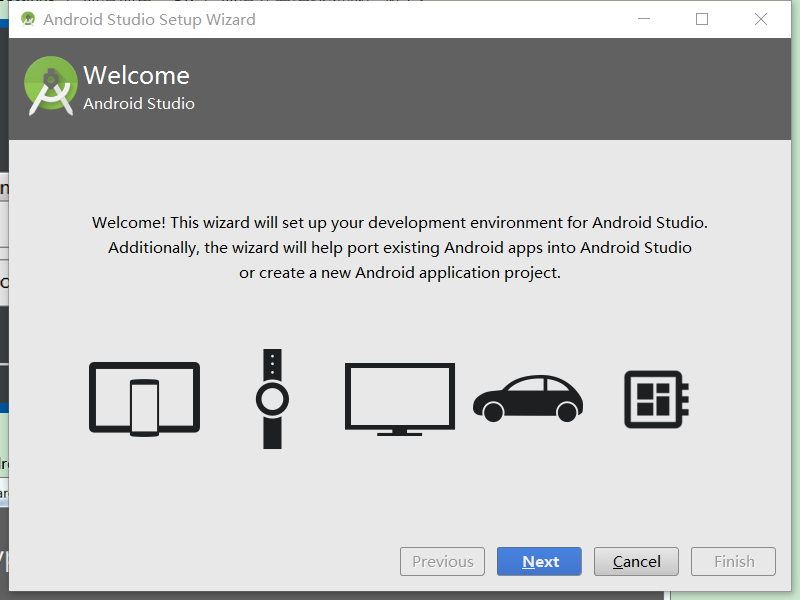 Android Studio Setup Wizard
Welcome
Android Studio
Welcome! This wizard will set up your development environment for Android Studio.
Additionally, the wizard will help port existing Android apps into Android Studio
or create a new Android application project.
Previous
Next
Cancel
Finish